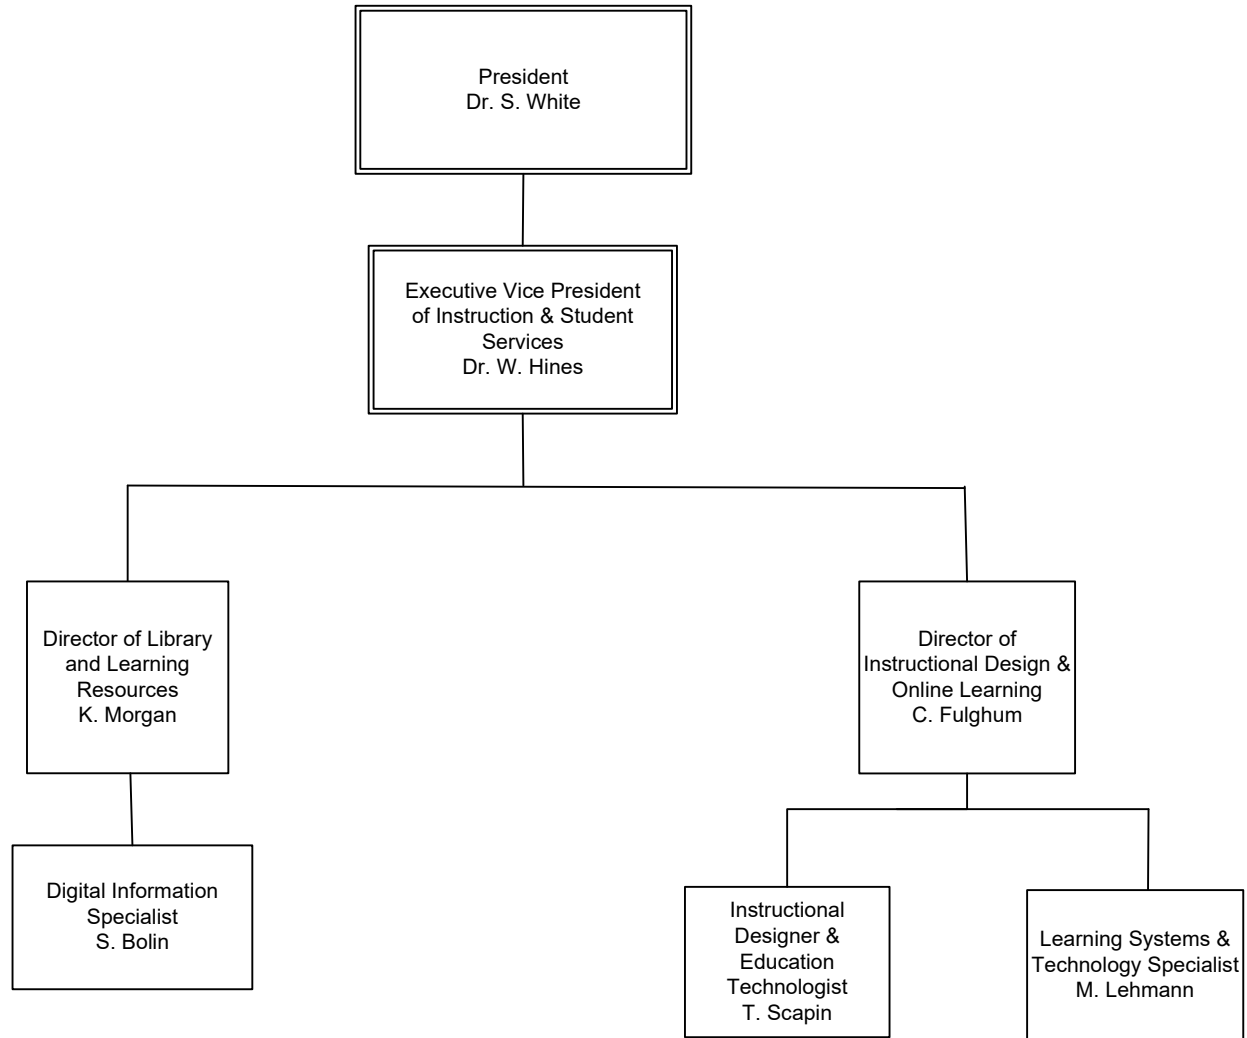 President
Dr. S. White
Executive Vice President
of Instruction & Student
Services
Dr. W. Hines
Director of Library
and Learning
Resources
K. Morgan
Director of
Instructional Design &
Online Learning
C. Fulghum
Digital Information
Specialist
S. Bolin
Instructional
Designer &
Education
Technologist
T. Scapin
Learning Systems &
Technology Specialist
M. Lehmann